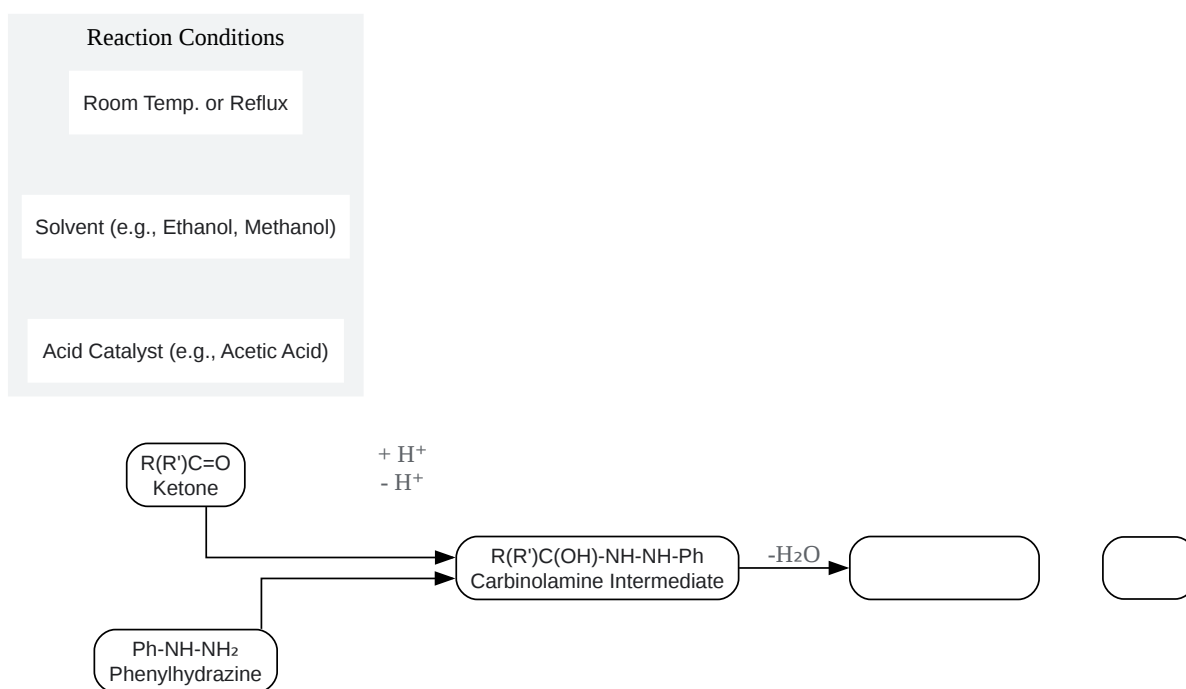 Reaction Conditions
Room Temp. or Reflux
Solvent (e.g., Ethanol, Methanol)
Acid Catalyst (e.g., Acetic Acid)
R(R')C=O
Ketone
+ H⁺
- H⁺
R(R')C(OH)-NH-NH-Ph
Carbinolamine Intermediate
-H₂O
Ph-NH-NH₂
Phenylhydrazine